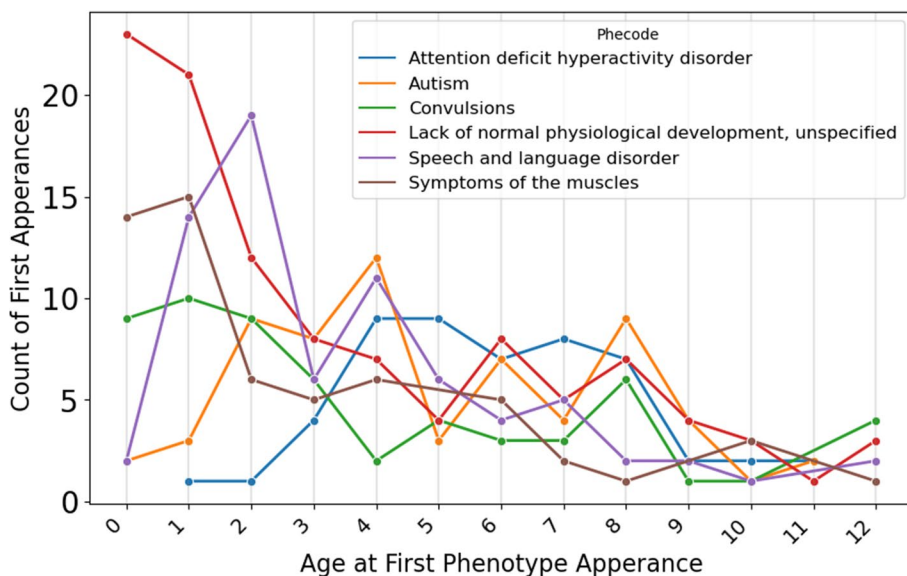 Phecode
Attention deficit hyperactivity disorder
Autism
Convulsions
Lack of normal physiological development, unspecified
Speech and language disorder
Symptoms of the muscles
Count of First Apperances
20
15
10
5
0
0 1 2 3 4 5 6 7 8 9 10 11 12
Age at First Phenotype Apperance